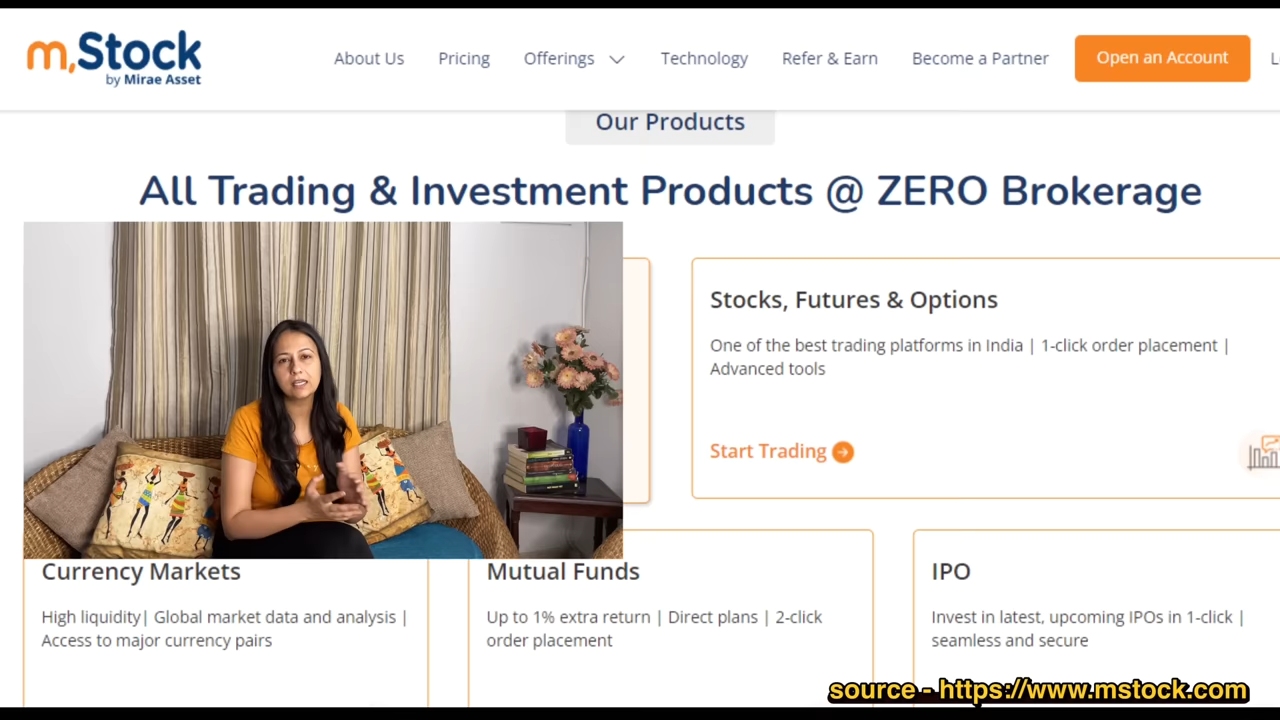 m,Stock
by Mirae Asset
About Us
Pricing
Offerings
Technology
Refer & Earn
Become a Partner
Open an Account
Our Products
All Trading & Investment Products @ ZERO Brokerage
Stocks, Futures & Options
One of the best trading platforms in India | 1-click order placement |
Advanced tools
Start Trading
Currency Markets
High liquidity| Global market data and analysis |
Access to major currency pairs
Mutual Funds
Up to 1% extra return | Direct plans | 2-click
order placement
IPO
Invest in latest, upcoming IPOs in 1-click |
seamless and secure
source - https://www.mstock.com